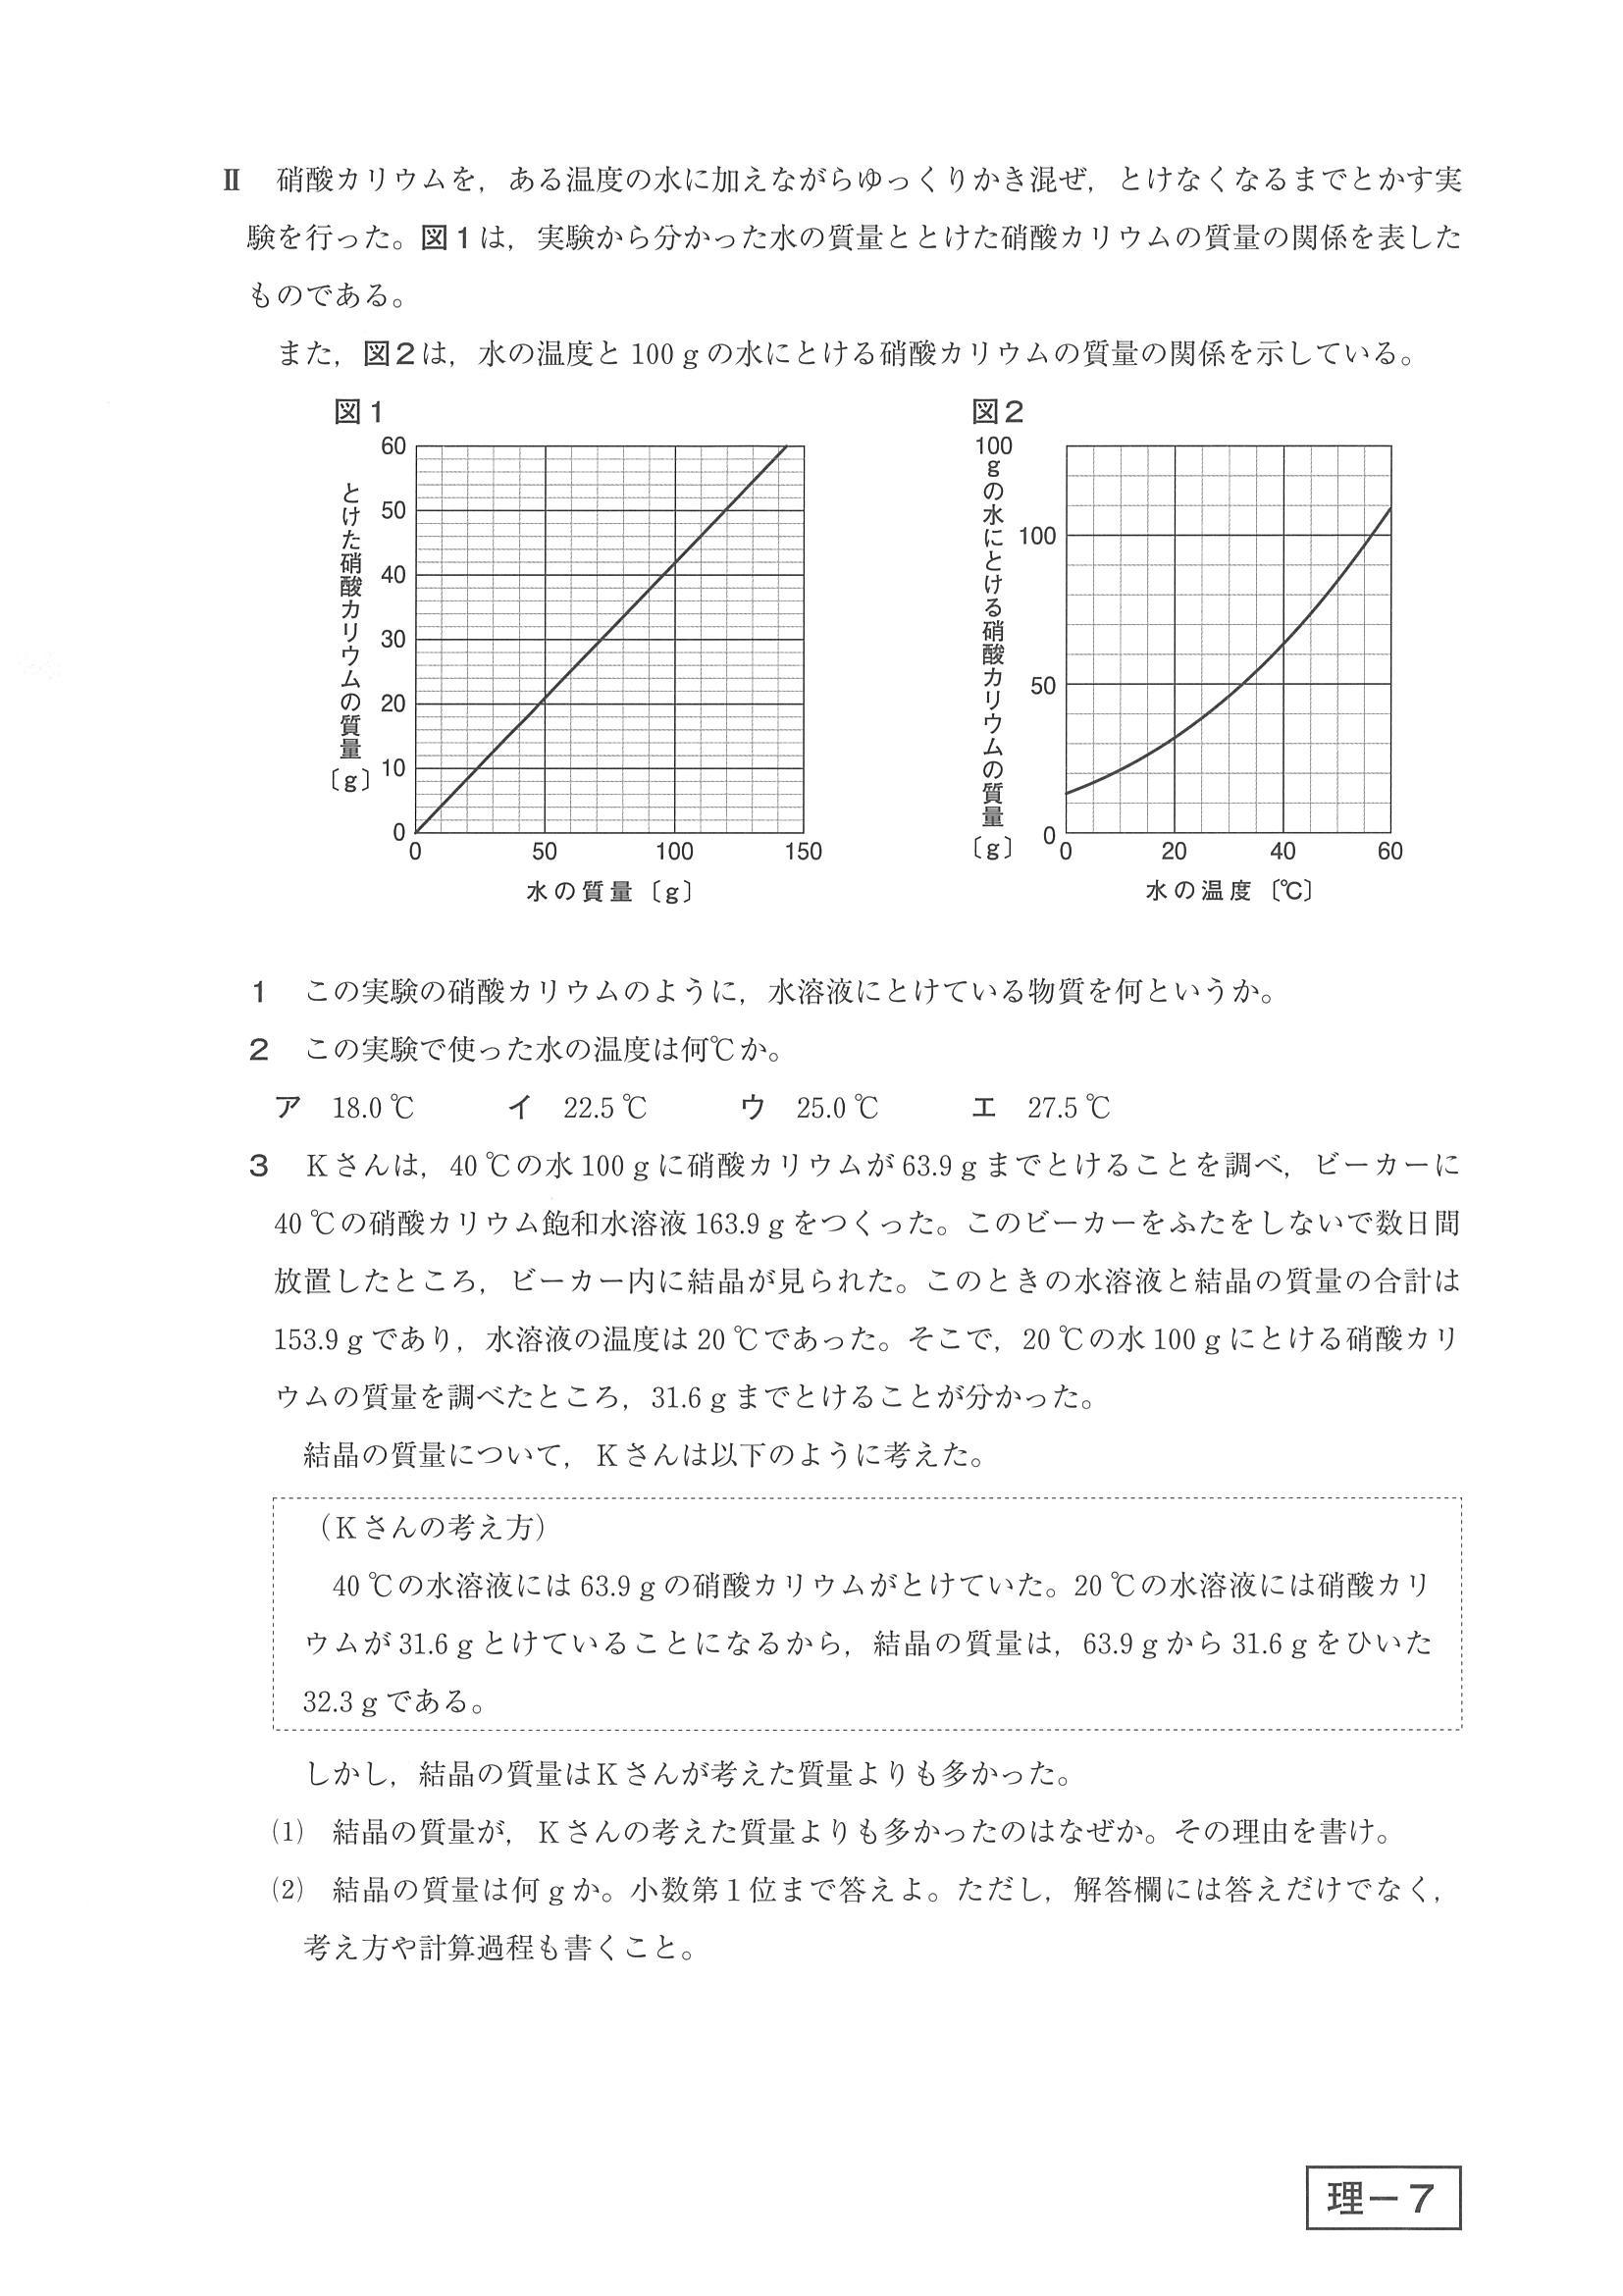 Ⅱ 硝酸カリウムを，ある温度の水に加えながらゆっくりかき混ぜ，とけなくなるまでとかす実
験を行った。図1は，実験から分かった水の質量ととけた硝酸カリウムの質量の関係を表した
ものである。
また，図2は，水の温度と 100 g の水にとける硝酸カリウムの質量の関係を示している。
図1
とけた硝酸カリウムの質量〔g〕
60
50
40
30
20
10
0
0 50 100 150
水の質量〔g〕
図2
100gの水にとける硝酸カリウムの質量〔g〕
100
50
0
0 20 40 60
水の温度〔℃〕
1 この実験の硝酸カリウムのように，水溶液にとけている物質を何というか。
2 この実験で使った水の温度は何℃か。
ア 18.0 ℃ イ 22.5 ℃ ウ 25.0 ℃ エ 27.5 ℃
3 Kさんは，40 ℃の水 100 g に硝酸カリウムが 63.9 g までとけることを調べ，ビーカーに
40 ℃の硝酸カリウム飽和水溶液 163.9 g をつくった。このビーカーをふたをしないで数日間
放置したところ，ビーカー内に結晶が見られた。このときの水溶液と結晶の質量の合計は
153.9 g であり，水溶液の温度は 20 ℃であった。そこで，20 ℃の水 100 g にとける硝酸カリ
ウムの質量を調べたところ，31.6 g までとけることが分かった。
結晶の質量について，Kさんは以下のように考えた。
（Kさんの考え方）
40 ℃の水溶液には 63.9 g の硝酸カリウムがとけていた。20 ℃の水溶液には硝酸カリ
ウムが 31.6 g とけていることになるから，結晶の質量は，63.9 g から 31.6 g をひいた
32.3 g である。
しかし，結晶の質量はKさんが考えた質量よりも多かった。
⑴ 結晶の質量が，Kさんの考えた質量よりも多かったのはなぜか。その理由を書け。
⑵ 結晶の質量は何 g か。小数第1位まで答えよ。ただし，解答欄には答えだけでなく，
考え方や計算過程も書くこと。
理－7